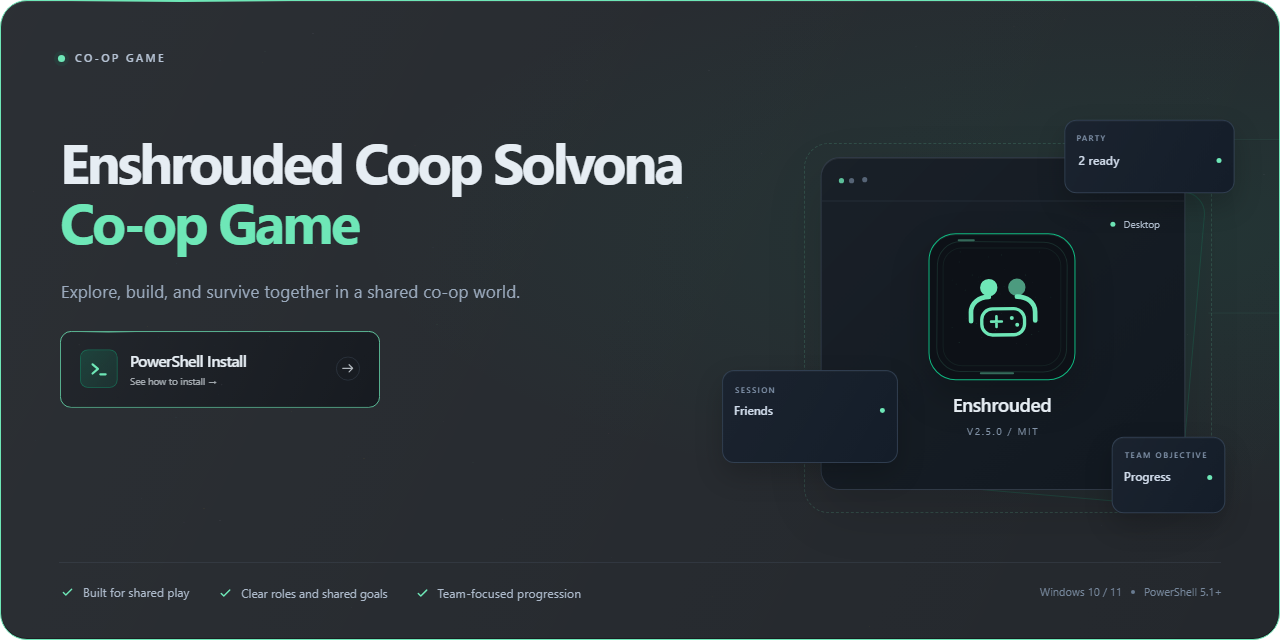 CO-OP GAME
Enshrouded Coop Solvona
Co-op Game
Explore, build, and survive together in a shared co-op world.
PowerShell Install
See how to install →
PARTY
2 ready
Desktop
SESSION
Friends
Enshrouded
V2.5.0 / MIT
TEAM OBJECTIVE
Progress
Built for shared play
Clear roles and shared goals
Team-focused progression
Windows 10 / 11 • PowerShell 5.1+